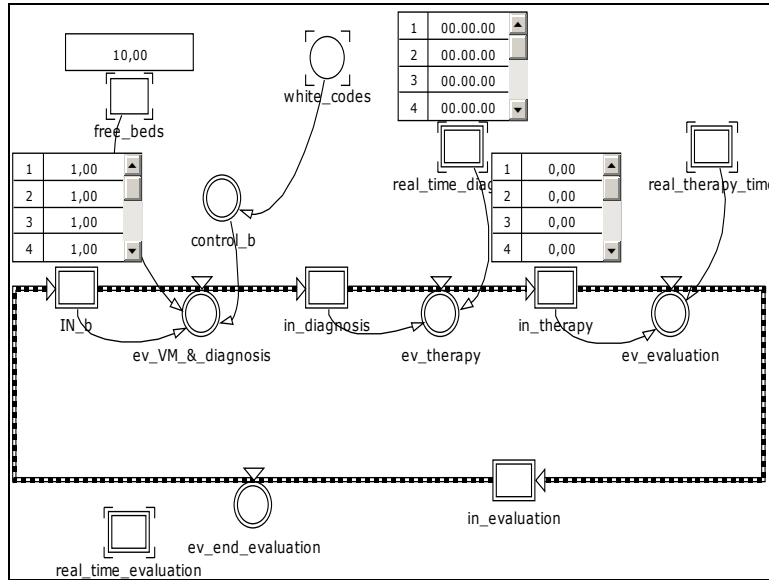 10,00
free_beds
white_codes
1 00.00.00
2 00.00.00
3 00.00.00
4 00.00.00
real_time_diag
real_therapy_time
1 1,00
2 1,00
3 1,00
4 1,00
control_b
1 0,00
2 0,00
3 0,00
4 0,00
IN_b
in_diagnosis
in_therapy
ev_VM_&_diagnosis
ev_therapy
ev_evaluation
in_evaluation
ev_end_evaluation
real_time_evaluation